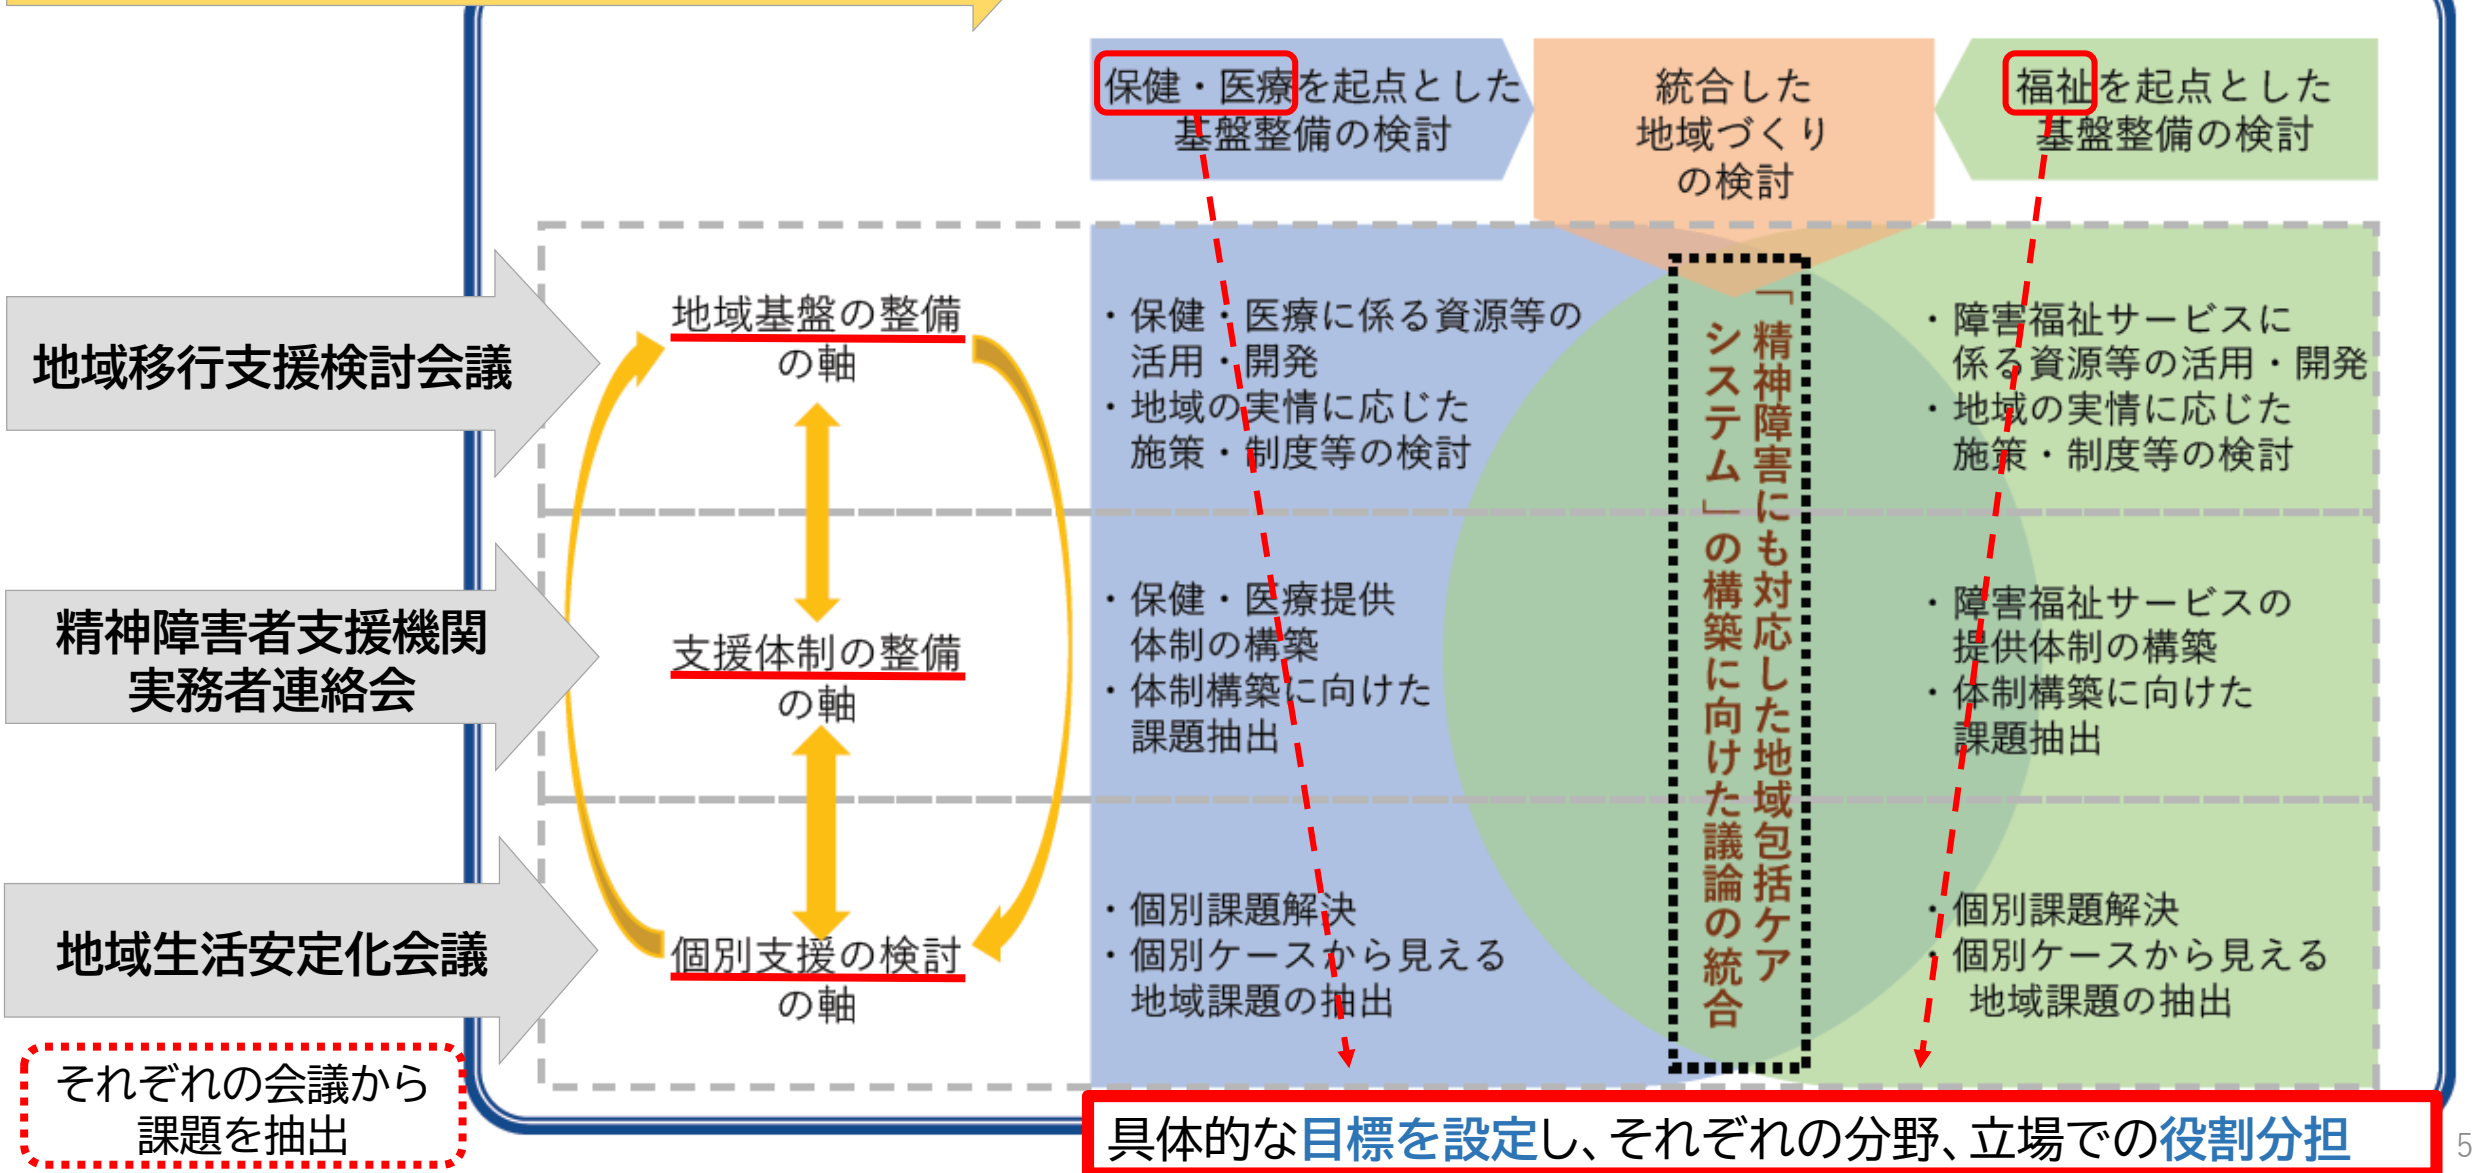 保健・医療を起点とした
基盤整備の検討
統合した
地域づくり
の検討
福祉を起点とした
基盤整備の検討
地域移行支援検討会議
地域基盤の整備
の軸
・保健・医療に係る資源等の
活用・開発
・地域の実情に応じた
施策・制度等の検討
「精神障害にも対応した地域包括ケア
システム」の構築に向けた議論の統合
・障害福祉サービスに
係る資源等の活用・開発
・地域の実情に応じた
施策・制度等の検討
精神障害者支援機関
実務者連絡会
支援体制の整備
の軸
・保健・医療提供
体制の構築
・体制構築に向けた
課題抽出
・障害福祉サービスの
提供体制の構築
・体制構築に向けた
課題抽出
地域生活安定化会議
個別支援の検討
の軸
・個別課題解決
・個別ケースから見える
地域課題の抽出
・個別課題解決
・個別ケースから見える
地域課題の抽出
それぞれの会議から
課題を抽出
具体的な目標を設定し、それぞれの分野、立場での役割分担
5